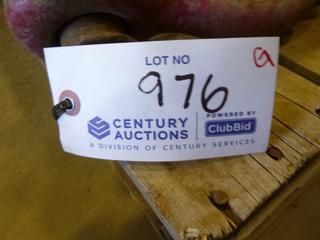 LOT NO
976
CENTURY
AUCTIONS
POWERED BY
ClubBid
A DIVISION OF CENTURY SERVICES